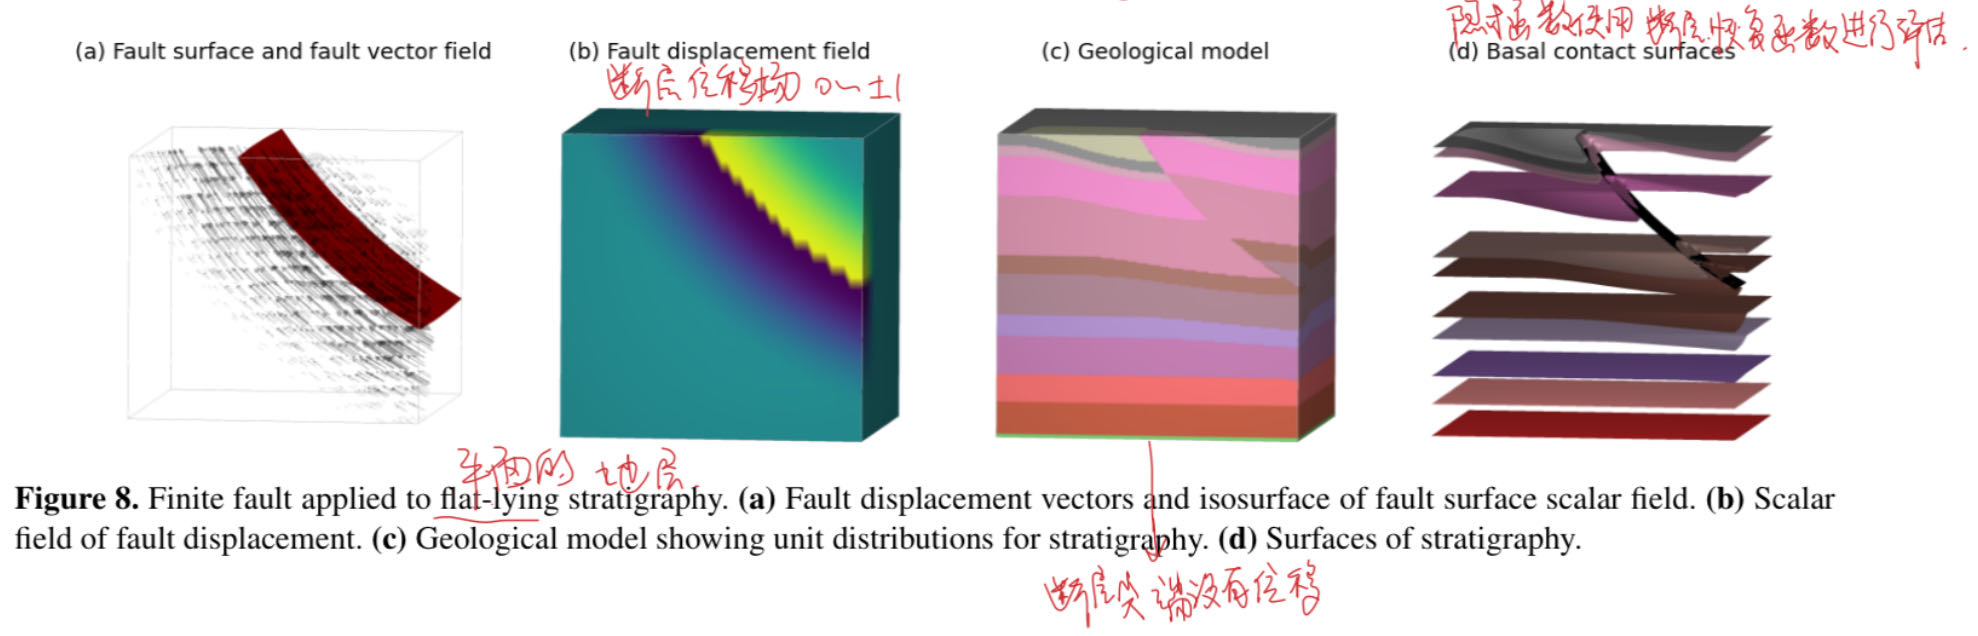 隐式函数使用 断层恢复函数进行评估.
(a) Fault surface and fault vector field
(b) Fault displacement field
(c) Geological model
(d) Basal contact surfaces
断层位移场 0~±1
平面的 地层.
Figure 8. Finite fault applied to flat-lying stratigraphy. (a) Fault displacement vectors and isosurface of fault surface scalar field. (b) Scalar
field of fault displacement. (c) Geological model showing unit distributions for stratigraphy. (d) Surfaces of stratigraphy.
断层尖端没有位移